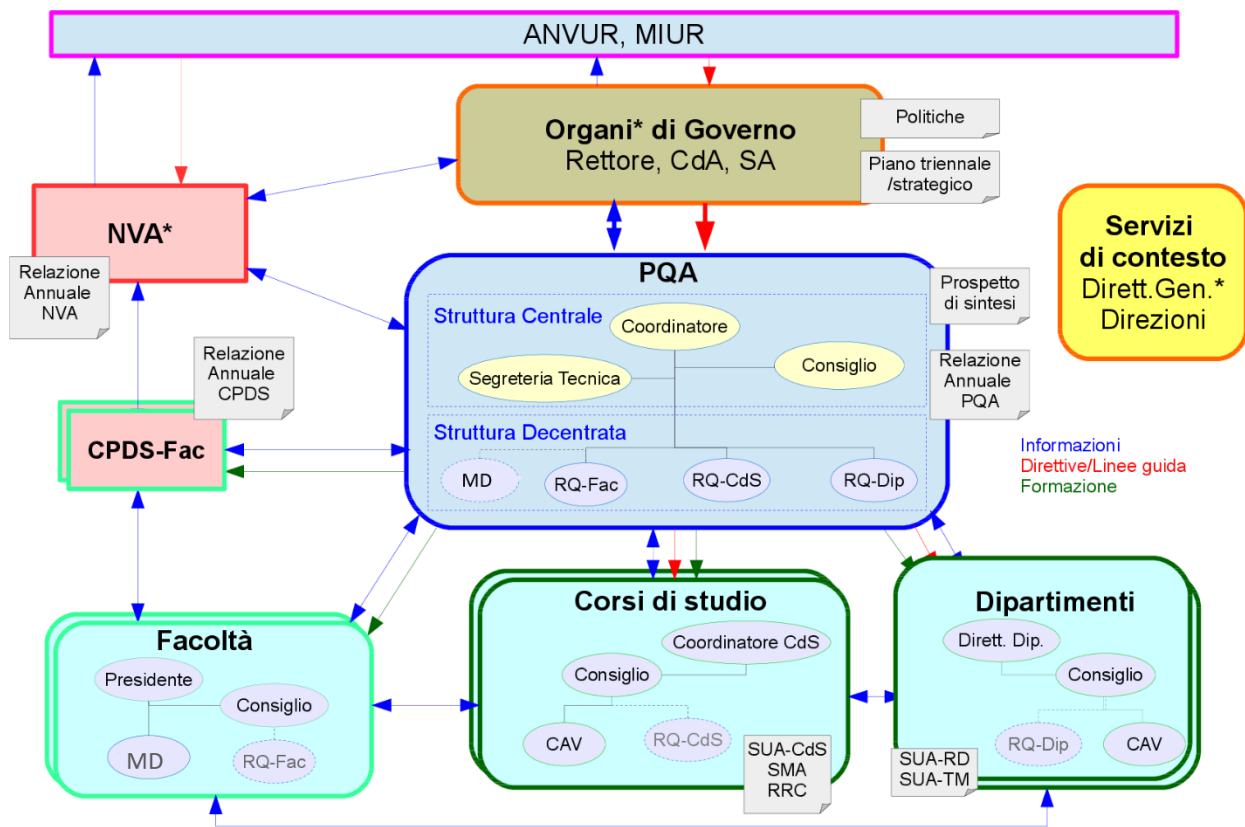 ANVUR, MIUR
Organi* di Governo
Rettore, CdA, SA
Politiche
Piano triennale
/strategico
NVA*
Relazione
Annuale
NVA
Servizi
di contesto
Dirett.Gen.*
Direzioni
PQA
Struttura Centrale
Coordinatore
Segreteria Tecnica
Consiglio
Prospetto
di sintesi
Relazione
Annuale
PQA
Relazione
Annuale
CPDS
CPDS-Fac
Struttura Decentrata
MD
RQ-Fac
RQ-CdS
RQ-Dip
Informazioni
Direttive/Linee guida
Formazione
Facoltà
Presidente
Consiglio
MD
RQ-Fac
Corsi di studio
Coordinatore CdS
Consiglio
CAV
RQ-CdS
SUA-CdS
SMA
RRC
Dipartimenti
Dirett. Dip.
Consiglio
RQ-Dip
CAV
SUA-RD
SUA-TM